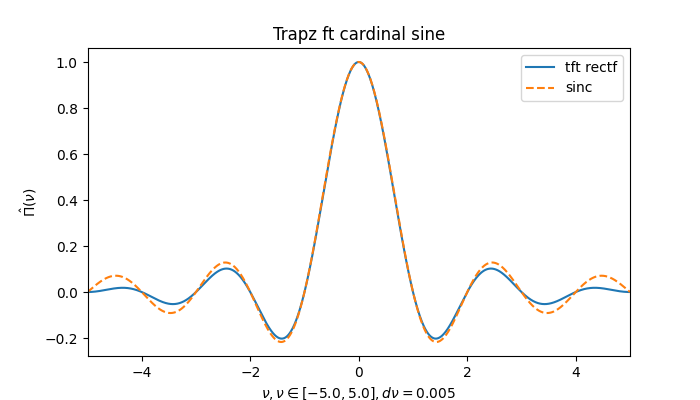 Trapz ft cardinal sine
tft rectf
sinc
1.0
0.8
0.6
0.4
0.2
0.0
−0.2
Π̂(ν)
−4
−2
0
2
4
ν, ν ∈ [−5.0, 5.0], dν = 0.005